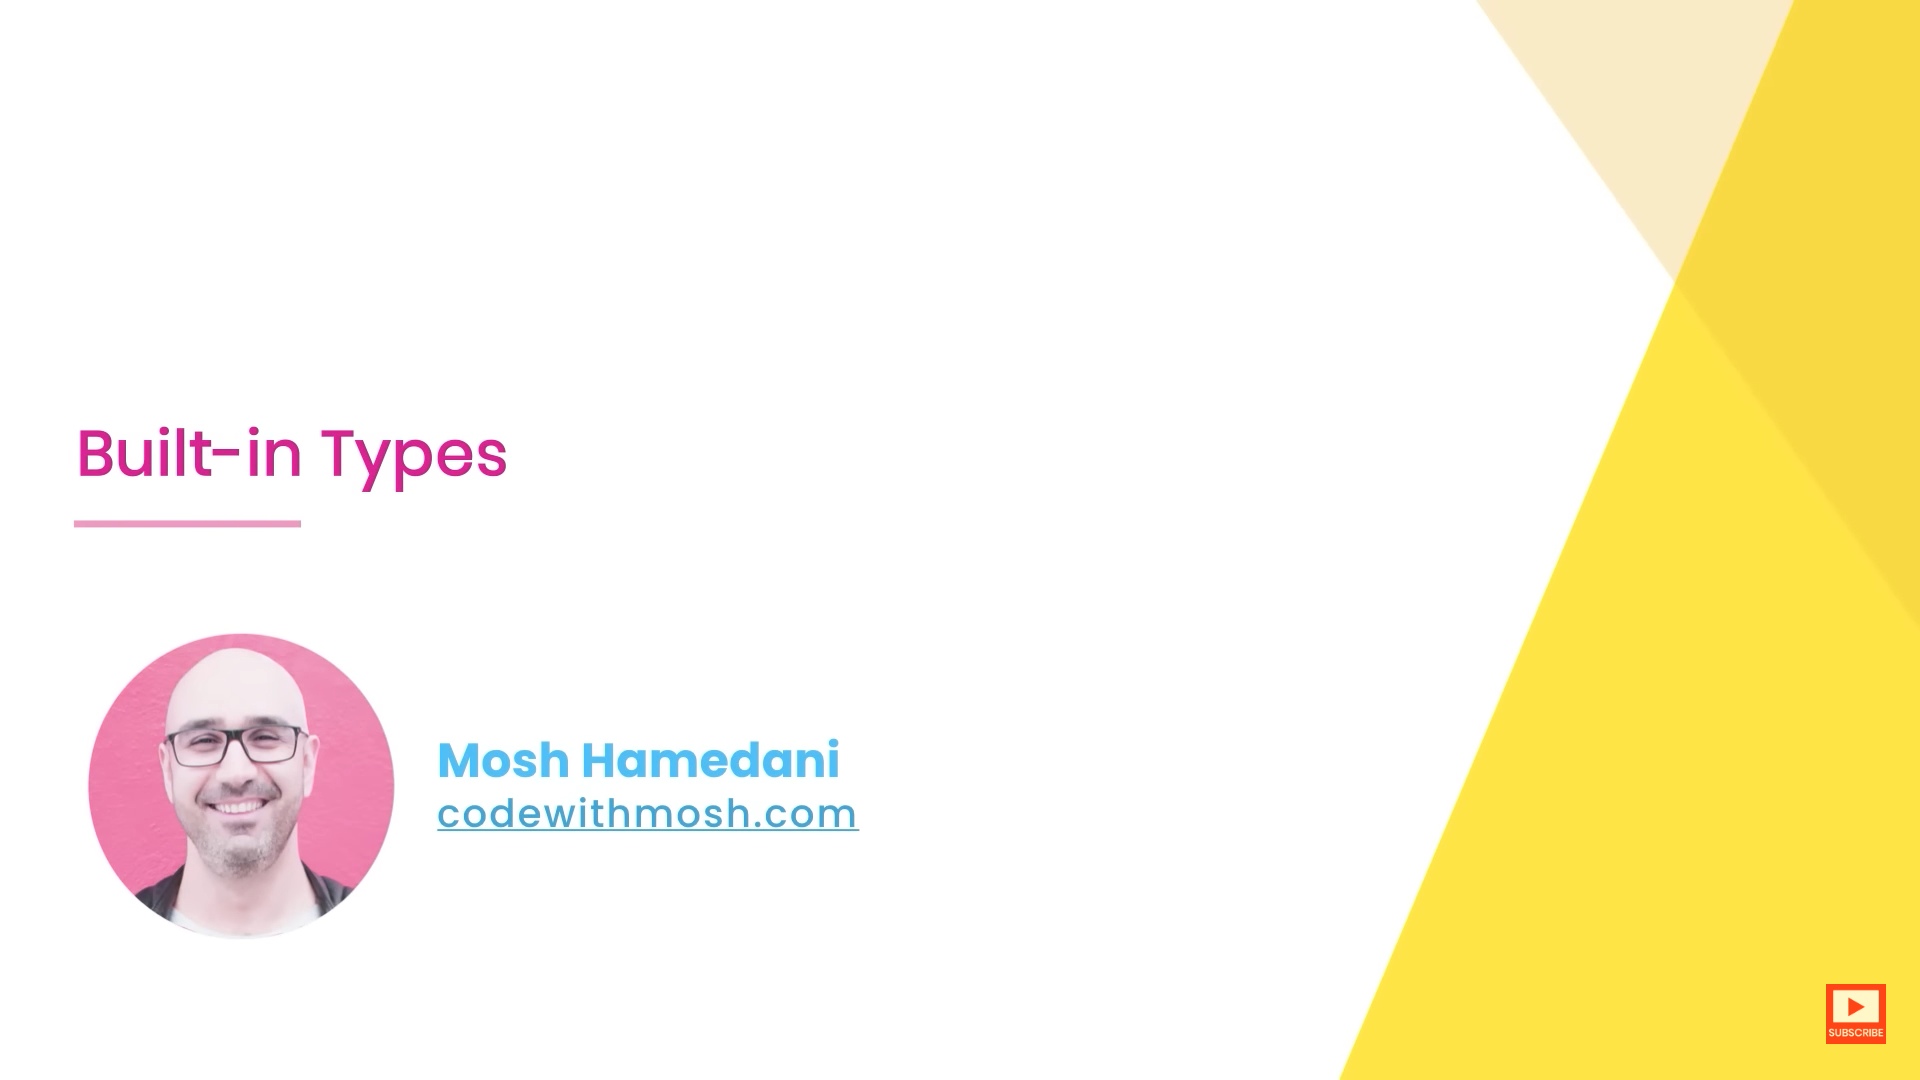 Built-in Types
Mosh Hamedani
codewithmosh.com
SUBSCRIBE